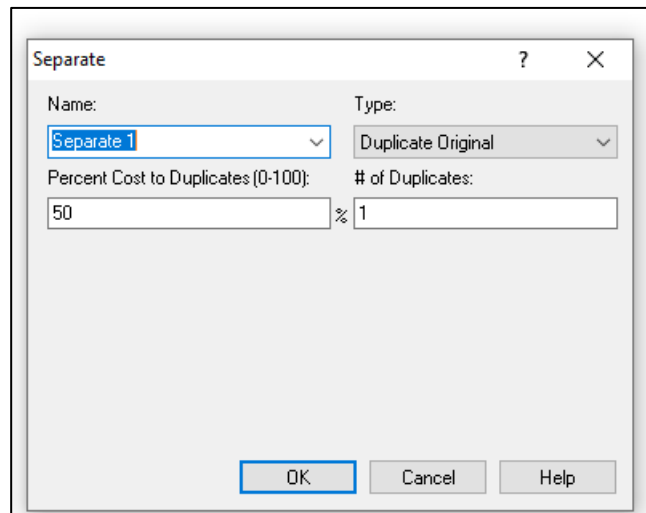 Separate ?
Name: Type:
Separate 1 Duplicate Original
Percent Cost to Duplicates (0-100): # of Duplicates:
50 % 1
OK Cancel Help